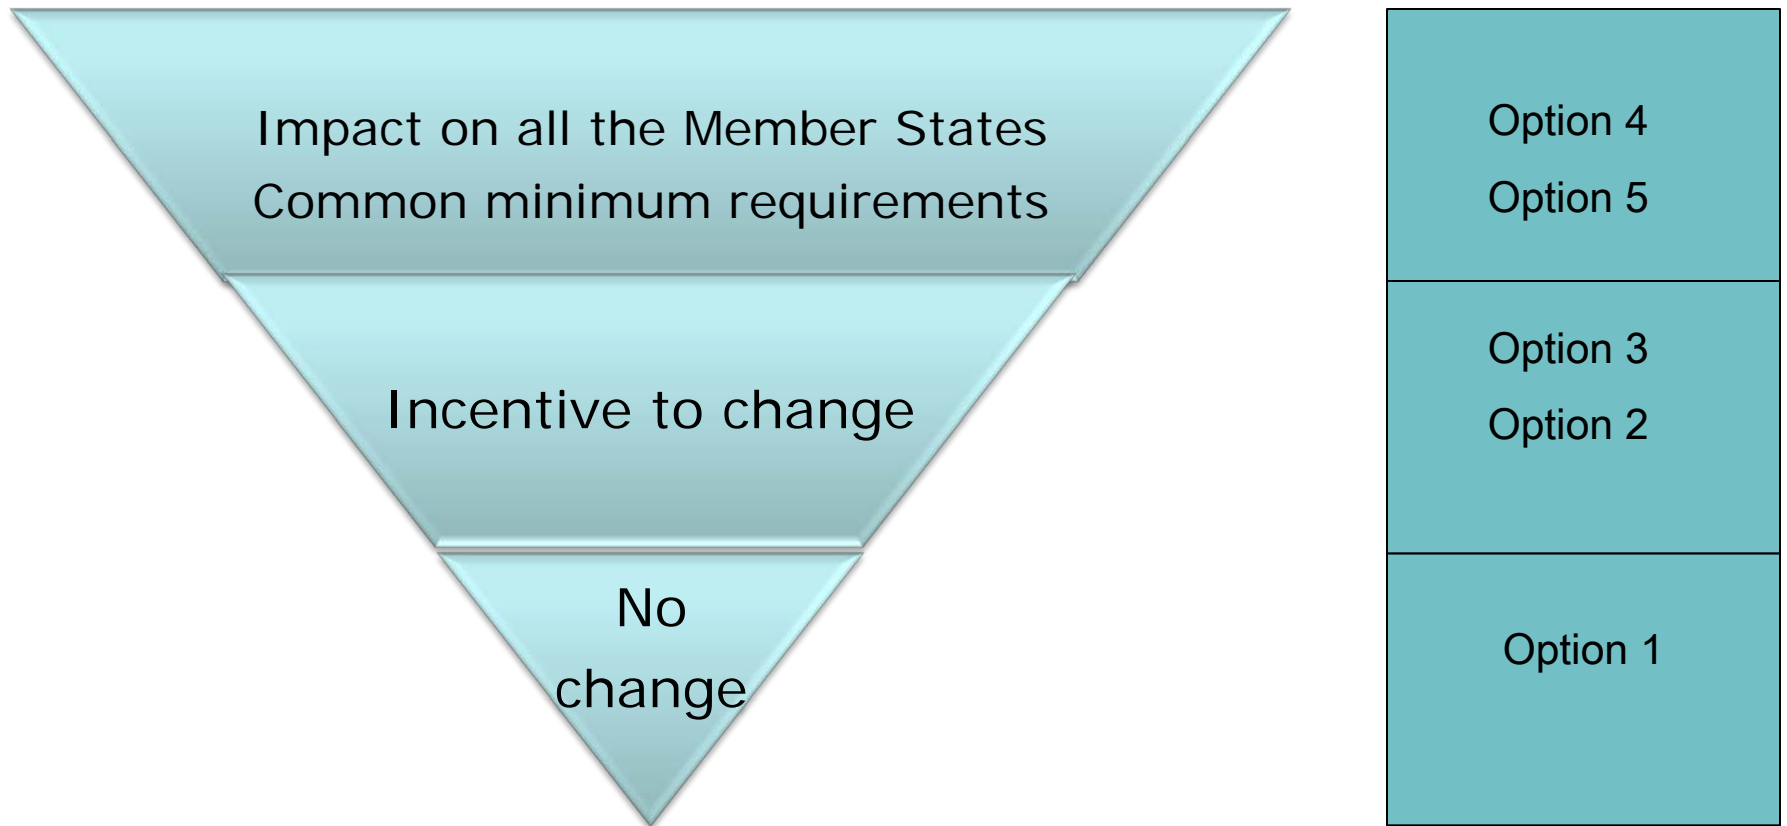 Impact on all the Member States
Common minimum requirements
Option 4
Option 5
Incentive to change
Option 3
Option 2
No
change
Option 1